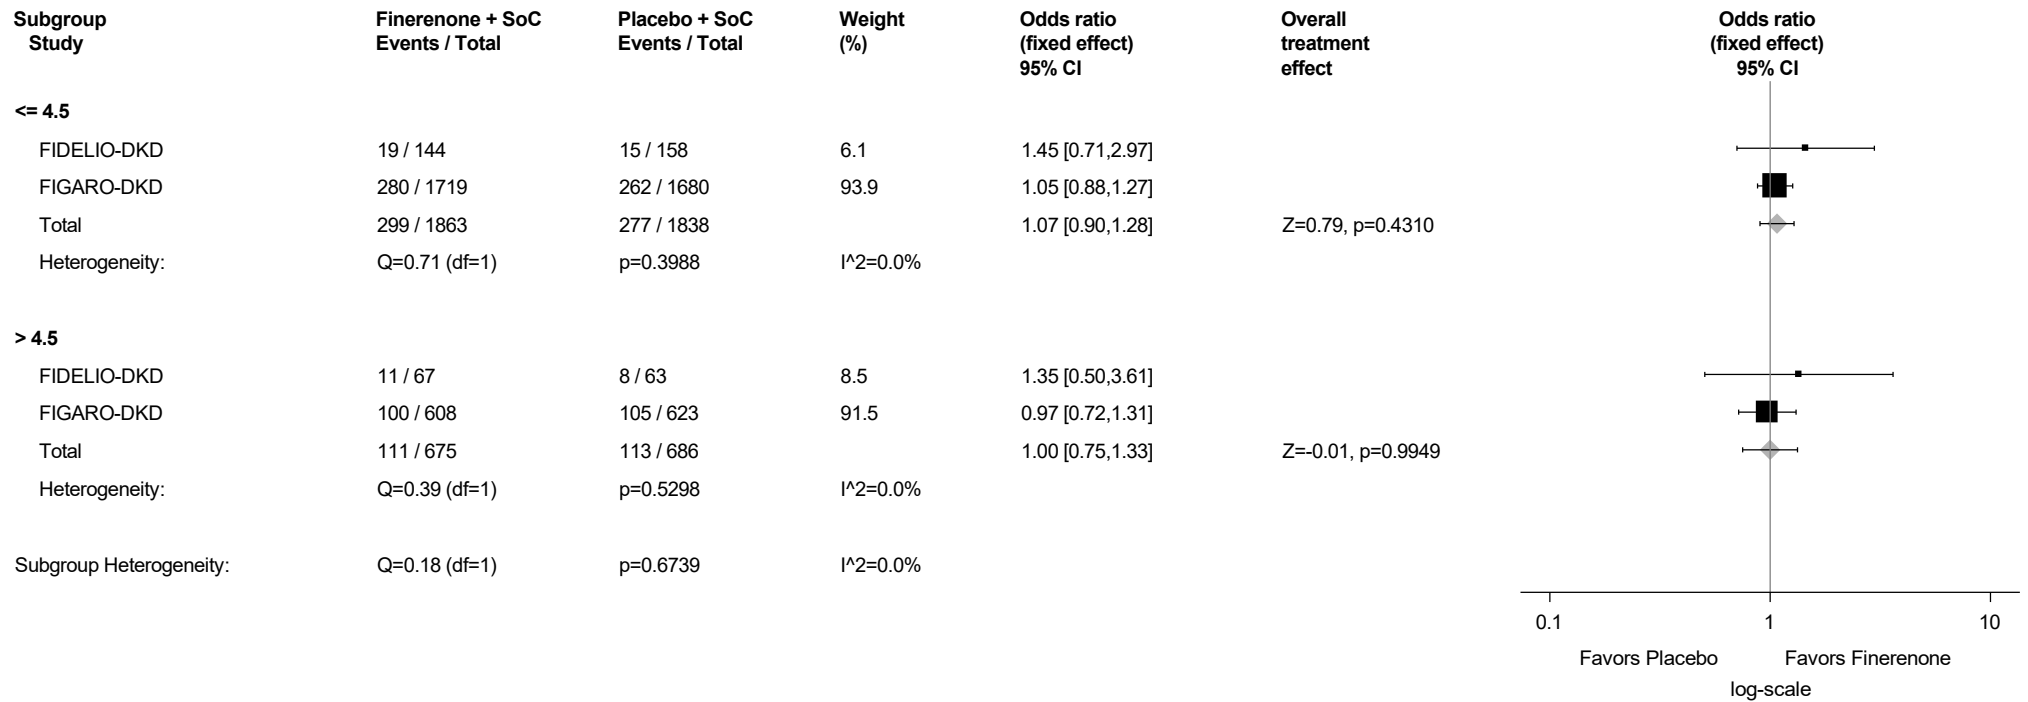 Subgroup Finerenone + SoC Placebo + SoC Weight Odds ratio Overall Odds ratio
Study Events / Total Events / Total (%) (fixed effect) treatment (fixed effect)
95% CI effect 95% CI
<= 4.5
FIDELIO-DKD 19 / 144 15 / 158 6.1 1.45 [0.71,2.97]
FIGARO-DKD 280 / 1719 262 / 1680 93.9 1.05 [0.88,1.27]
Total 299 / 1863 277 / 1838 1.07 [0.90,1.28] Z=0.79, p=0.4310
Heterogeneity: Q=0.71 (df=1) p=0.3988 I^2=0.0%
> 4.5
FIDELIO-DKD 11 / 67 8 / 63 8.5 1.35 [0.50,3.61]
FIGARO-DKD 100 / 608 105 / 623 91.5 0.97 [0.72,1.31]
Total 111 / 675 113 / 686 1.00 [0.75,1.33] Z=-0.01, p=0.9949
Heterogeneity: Q=0.39 (df=1) p=0.5298 I^2=0.0%
Subgroup Heterogeneity: Q=0.18 (df=1) p=0.6739 I^2=0.0%
0.1 1 10
Favors Placebo Favors Finerenone
log-scale